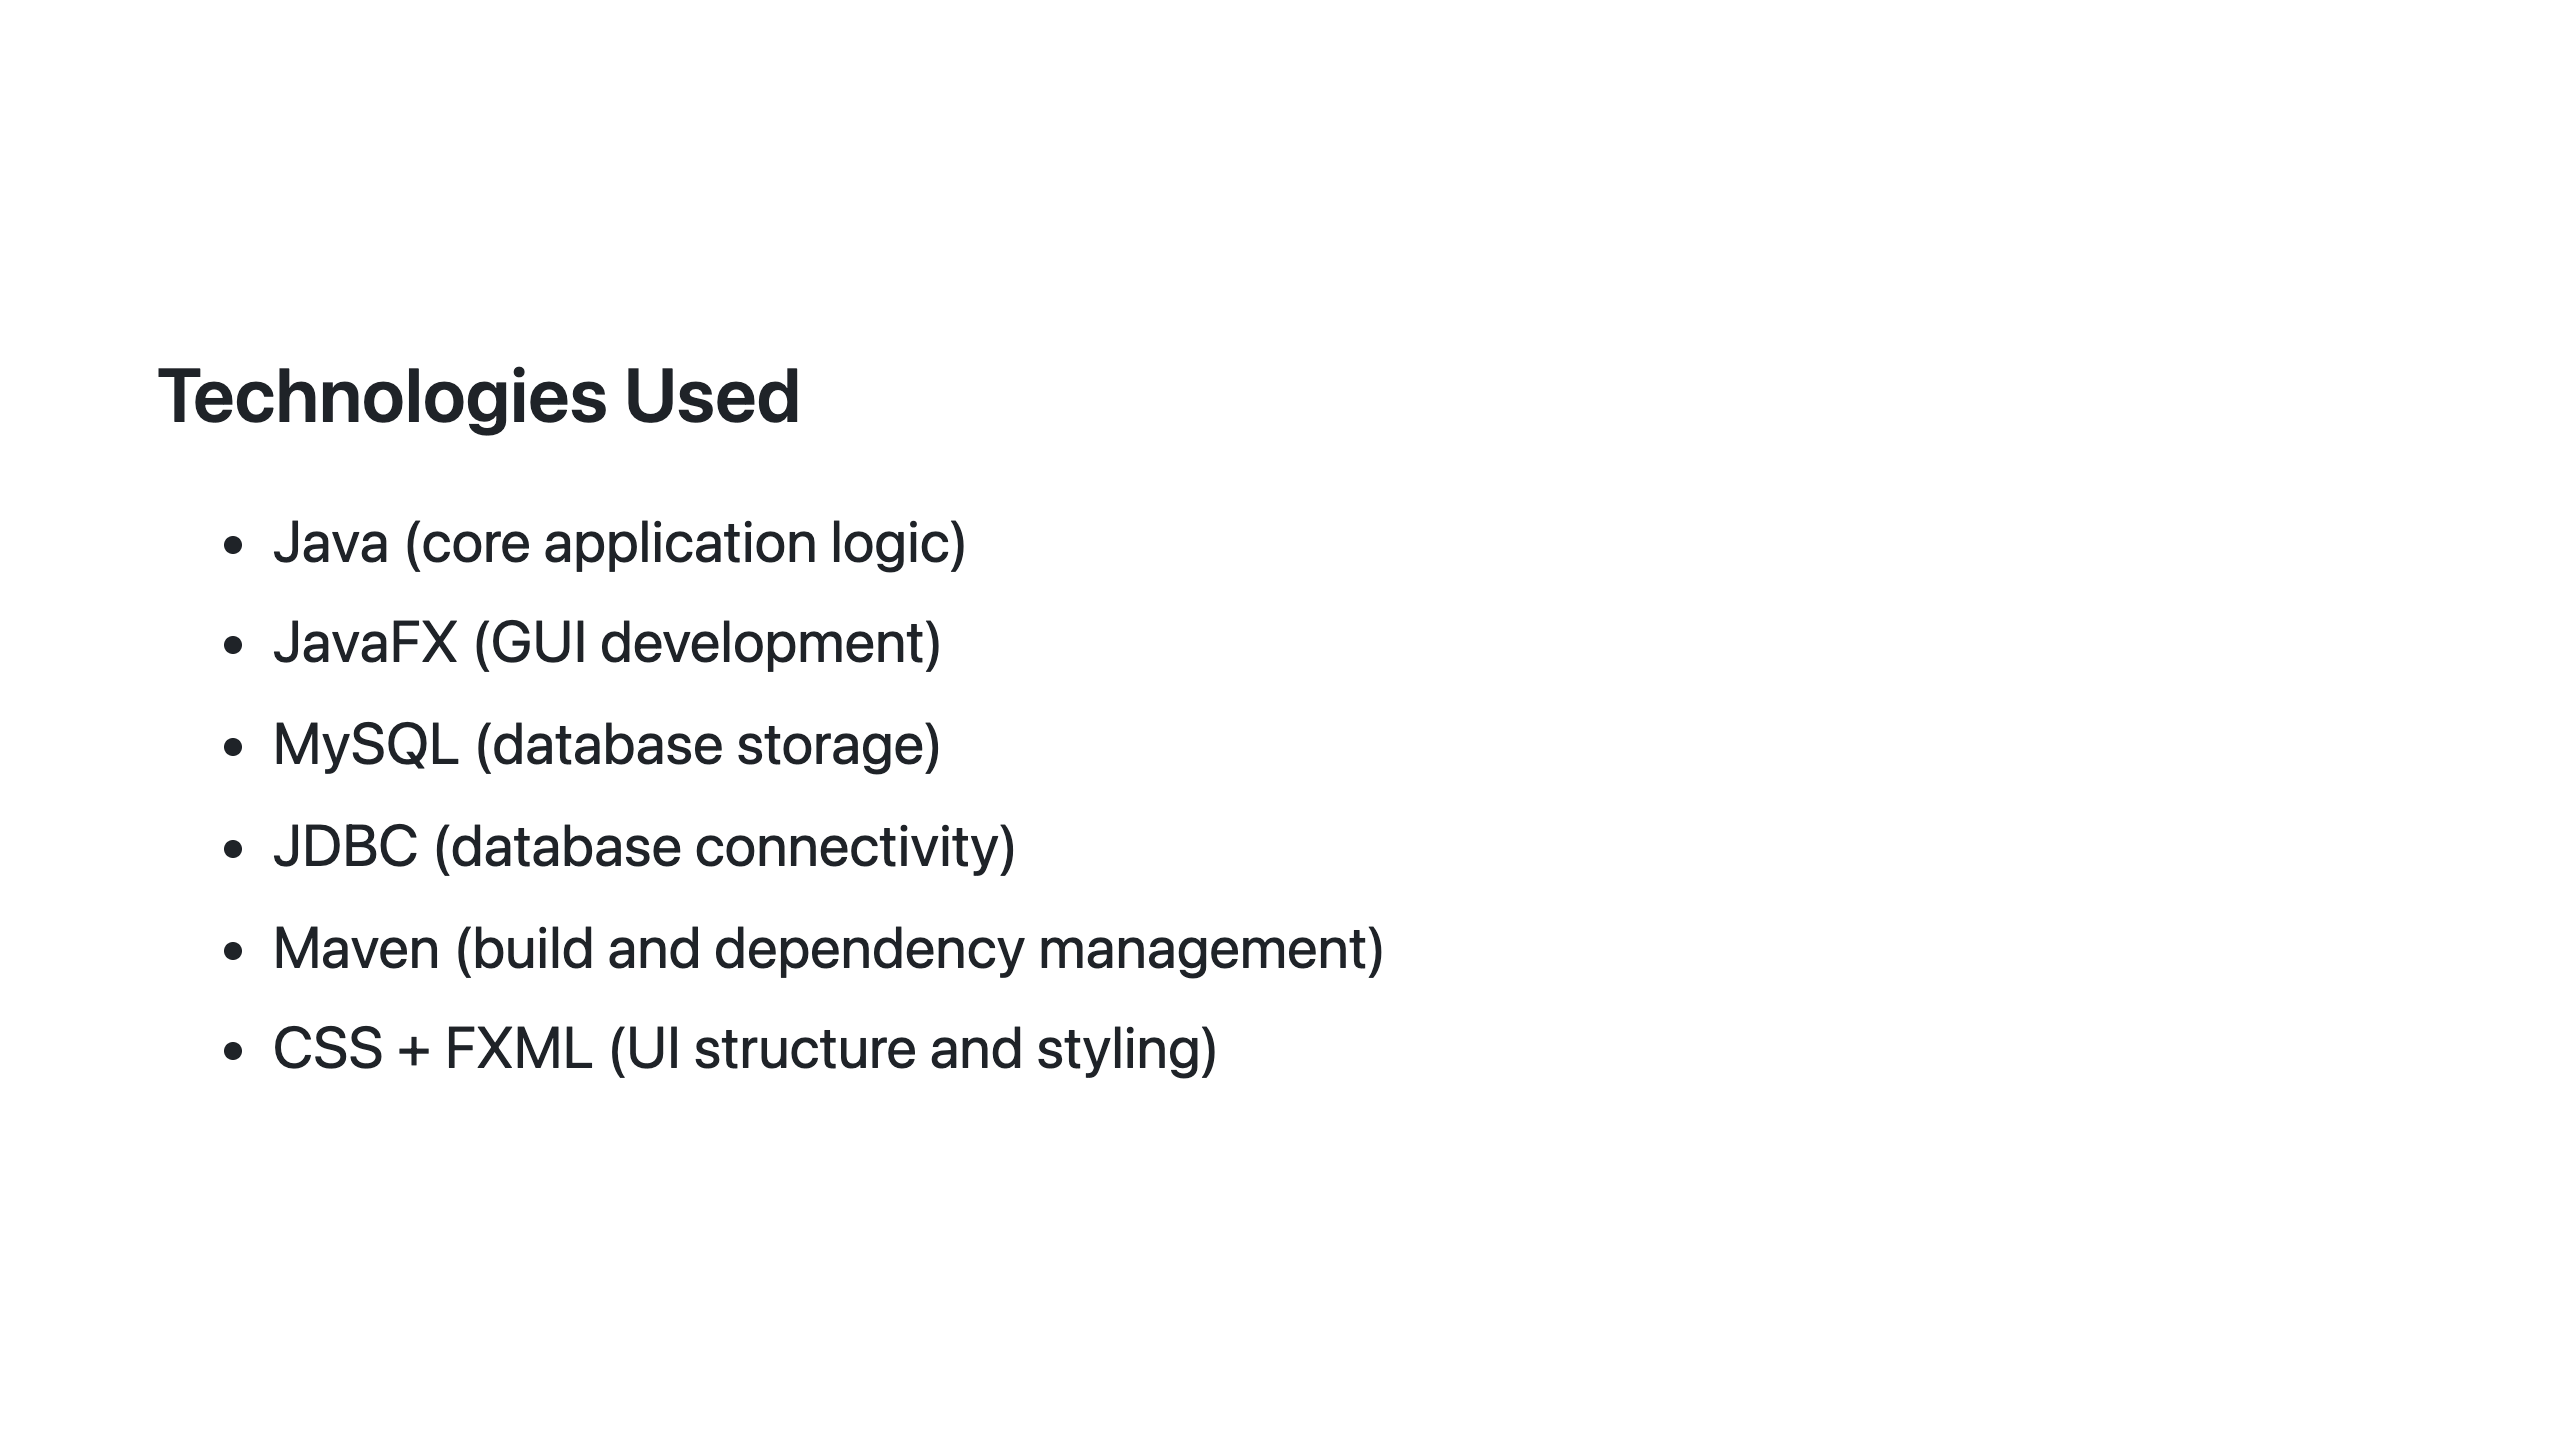 Technologies Used
• Java (core application logic)
• JavaFX (GUI development)
• MySQL (database storage)
• JDBC (database connectivity)
• Maven (build and dependency management)
• CSS + FXML (UI structure and styling)